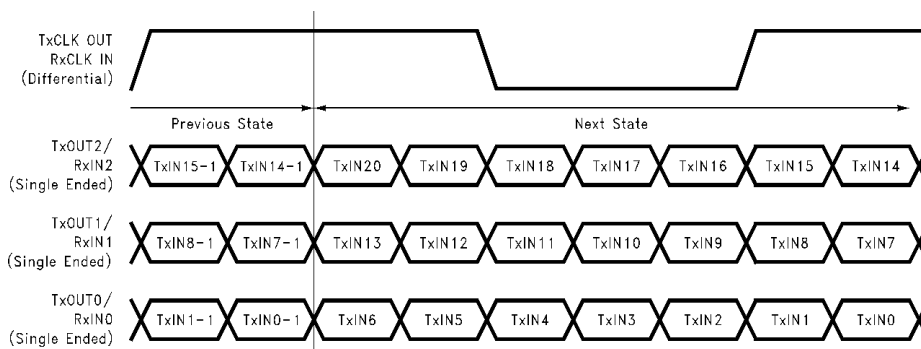 TxCLK OUT
RxCLK IN
(Differential)
Previous State
Next State
TxOUT2/
RxIN2
(Single Ended)
TxIN15-1 TxIN14-1 TxIN20 TxIN19 TxIN18 TxIN17 TxIN16 TxIN15 TxIN14
TxOUT1/
RxIN1
(Single Ended)
TxIN8-1 TxIN7-1 TxIN13 TxIN12 TxIN11 TxIN10 TxIN9 TxIN8 TxIN7
TxOUT0/
RxIN0
(Single Ended)
TxIN1-1 TxIN0-1 TxIN6 TxIN5 TxIN4 TxIN3 TxIN2 TxIN1 TxIN0